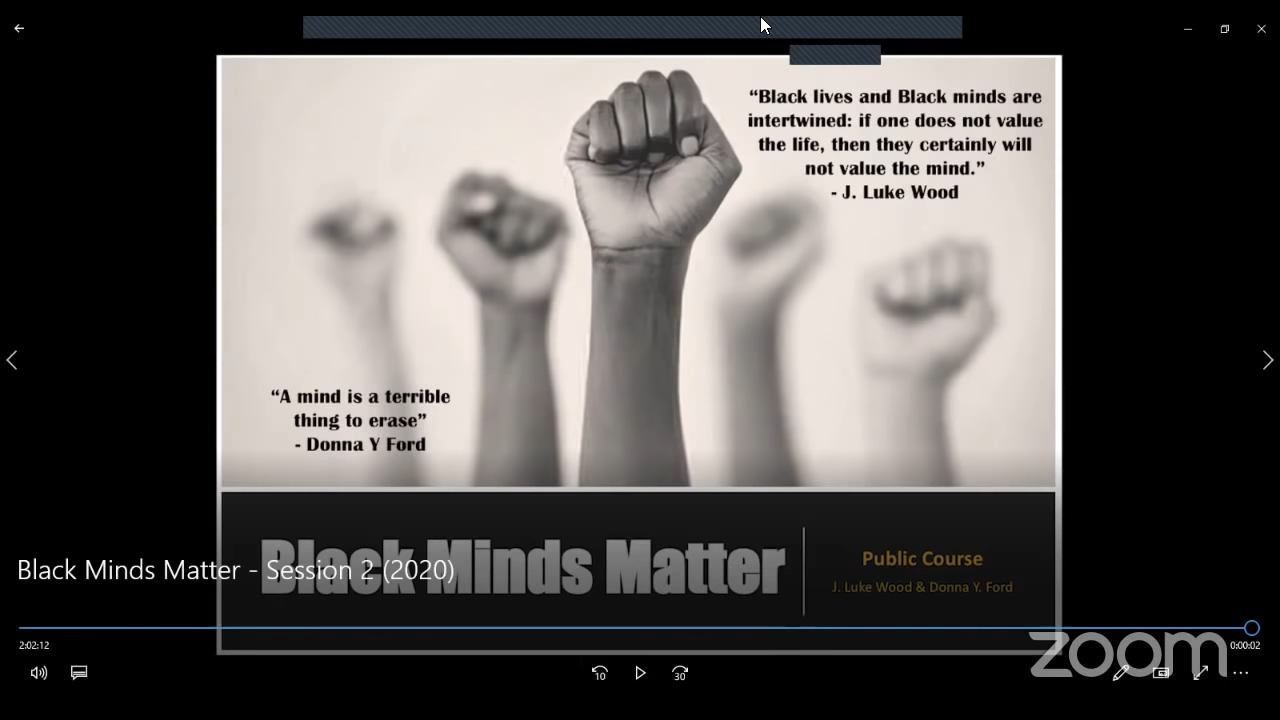 “Black lives and Black minds are
intertwined: if one does not value
the life, then they certainly will
not value the mind.”
- J. Luke Wood
“A mind is a terrible
thing to erase”
- Donna Y Ford
Black Minds Matter
Public Course
J. Luke Wood & Donna Y. Ford
Black Minds Matter - Session 2 (2020)
2:02:12
0:00:02
10
30
zoom